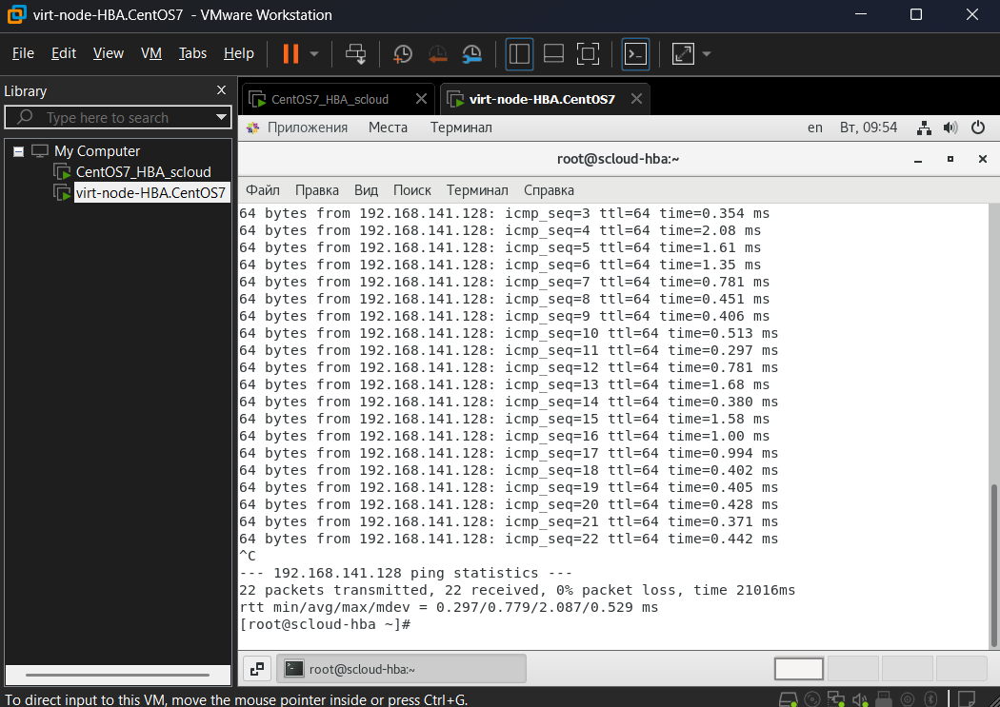 virt-node-HBA.CentOS7 - VMware Workstation
File Edit View VM Tabs Help
Library
Type here to search
My Computer
CentOS7_HBA_scloud
virt-node-HBA.CentOS7
CentOS7_HBA_scloud virt-node-HBA.CentOS7
Приложения Места Терминал en Вт, 09:54
root@scloud-hba:~
Файл Правка Вид Поиск Терминал Справка
64 bytes from 192.168.141.128: icmp_seq=3 ttl=64 time=0.354 ms
64 bytes from 192.168.141.128: icmp_seq=4 ttl=64 time=2.08 ms
64 bytes from 192.168.141.128: icmp_seq=5 ttl=64 time=1.61 ms
64 bytes from 192.168.141.128: icmp_seq=6 ttl=64 time=1.35 ms
64 bytes from 192.168.141.128: icmp_seq=7 ttl=64 time=0.781 ms
64 bytes from 192.168.141.128: icmp_seq=8 ttl=64 time=0.451 ms
64 bytes from 192.168.141.128: icmp_seq=9 ttl=64 time=0.406 ms
64 bytes from 192.168.141.128: icmp_seq=10 ttl=64 time=0.513 ms
64 bytes from 192.168.141.128: icmp_seq=11 ttl=64 time=0.297 ms
64 bytes from 192.168.141.128: icmp_seq=12 ttl=64 time=0.781 ms
64 bytes from 192.168.141.128: icmp_seq=13 ttl=64 time=1.68 ms
64 bytes from 192.168.141.128: icmp_seq=14 ttl=64 time=0.380 ms
64 bytes from 192.168.141.128: icmp_seq=15 ttl=64 time=1.58 ms
64 bytes from 192.168.141.128: icmp_seq=16 ttl=64 time=1.00 ms
64 bytes from 192.168.141.128: icmp_seq=17 ttl=64 time=0.994 ms
64 bytes from 192.168.141.128: icmp_seq=18 ttl=64 time=0.402 ms
64 bytes from 192.168.141.128: icmp_seq=19 ttl=64 time=0.405 ms
64 bytes from 192.168.141.128: icmp_seq=20 ttl=64 time=0.428 ms
64 bytes from 192.168.141.128: icmp_seq=21 ttl=64 time=0.371 ms
64 bytes from 192.168.141.128: icmp_seq=22 ttl=64 time=0.442 ms
^C
--- 192.168.141.128 ping statistics ---
22 packets transmitted, 22 received, 0% packet loss, time 21016ms
rtt min/avg/max/mdev = 0.297/0.779/2.087/0.529 ms
[root@scloud-hba ~]#
root@scloud-hba:~
To direct input to this VM, move the mouse pointer inside or press Ctrl+G.